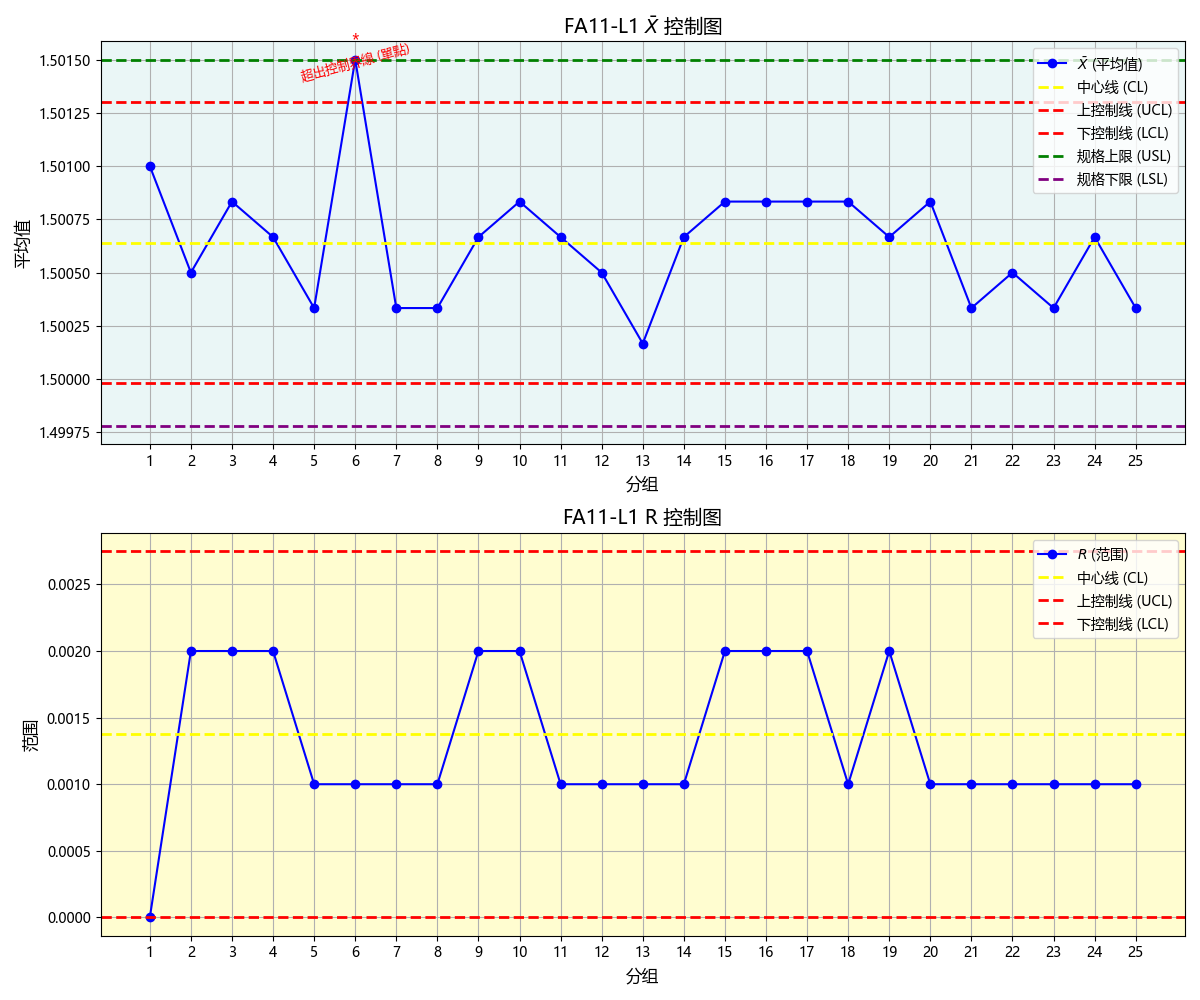 FA11-L1 X̄ 控制图
*
超出控制界線 (單點)
X̄ (平均值)
中心线 (CL)
上控制线 (UCL)
下控制线 (LCL)
规格上限 (USL)
规格下限 (LSL)
平均值
1.50150
1.50125
1.50100
1.50075
1.50050
1.50025
1.50000
1.49975
1 2 3 4 5 6 7 8 9 10 11 12 13 14 15 16 17 18 19 20 21 22 23 24 25
分组
FA11-L1 R 控制图
R (范围)
中心线 (CL)
上控制线 (UCL)
下控制线 (LCL)
范围
0.0025
0.0020
0.0015
0.0010
0.0005
0.0000
1 2 3 4 5 6 7 8 9 10 11 12 13 14 15 16 17 18 19 20 21 22 23 24 25
分组